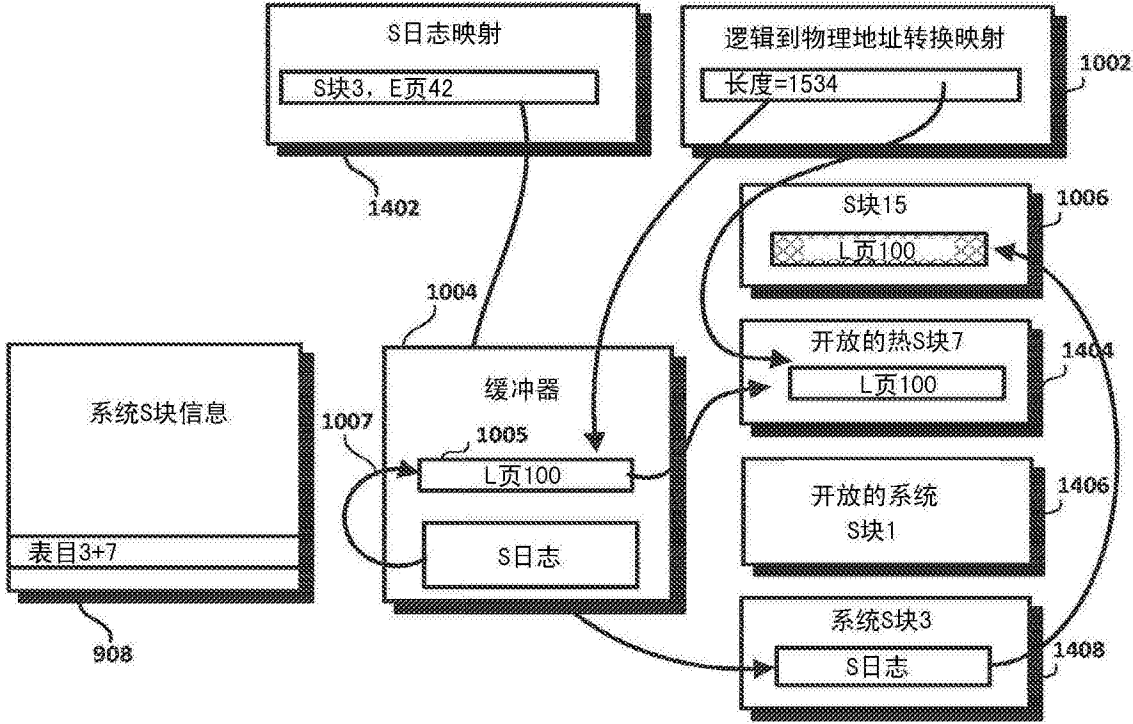 S日志映射
S块3，E页42
1402
逻辑到物理地址转换映射
长度=1534
1002
S块15
L页100
1006
1004
开放的热S块7
L页100
1404
系统S块信息
表目3+7
908
缓冲器
1007
1005
L页100
S日志
开放的系统
S块1
1406
系统S块3
S日志
1408